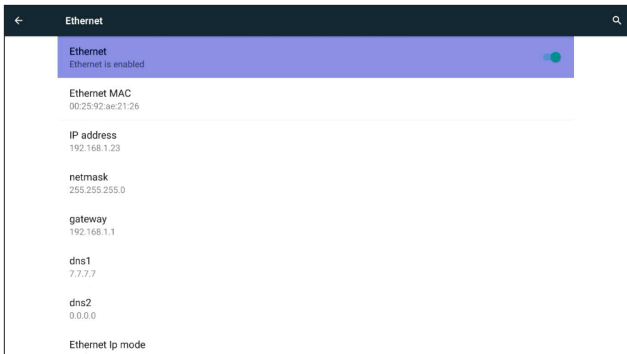 Ethernet
Ethernet
Ethernet is enabled
Ethernet MAC
00:25:92:ae:21:26
IP address
192.168.1.23
netmask
255.255.255.0
gateway
192.168.1.1
dns1
7.7.7.7
dns2
0.0.0.0
Ethernet Ip mode